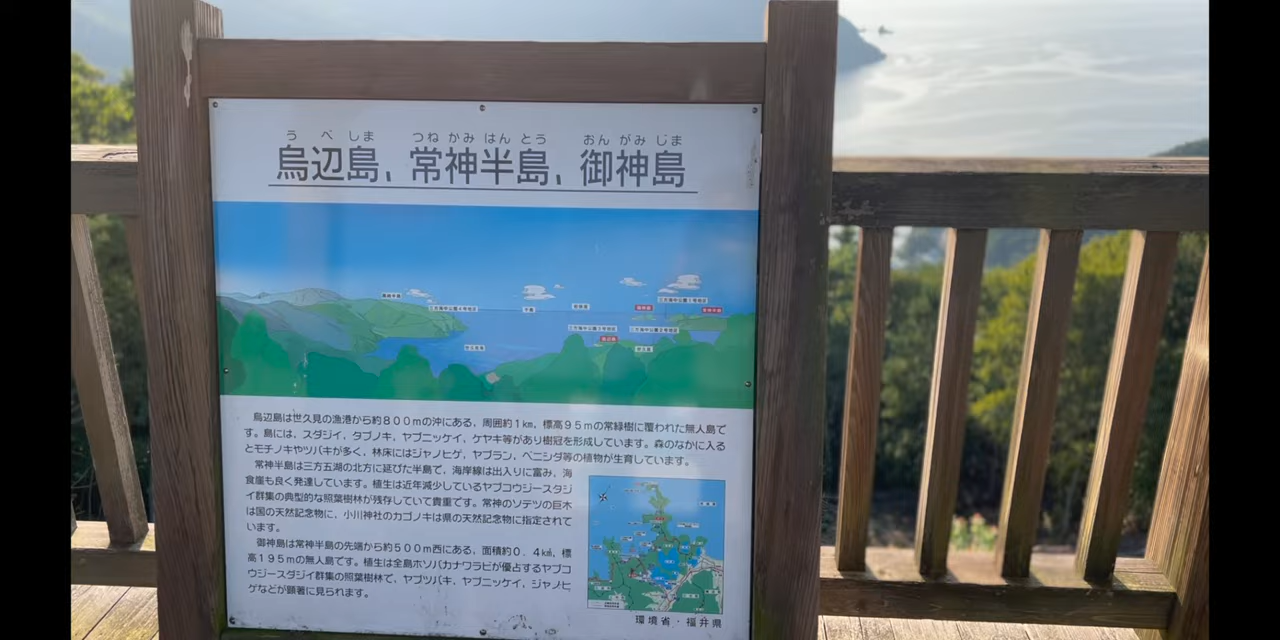 うべしま つねかみはんとう おんがみじま
烏辺島、常神半島、御神島
烏辺島は世久見の漁港から約800mの沖にある、周囲約1km、標高95mの常緑樹に覆われた無人島で
す。島には、スダジイ、タブノキ、ヤブニッケイ、ケヤキ等があり樹冠を形成しています。森のなかに入る
とモチノキやツバキが多く、林床にはジャノヒゲ、ヤブラン、ベニシダ等の植物が生育しています。
常神半島は三方五湖の北方に延びた半島で、海岸線は出入りに富み、海
食崖も良く発達しています。植生は近年減少しているヤブコウジースダジ
イ群集の典型的な照葉樹林が残存していて貴重です。常神のソテツの巨木
は国の天然記念物に、小川神社のカゴノキは県の天然記念物に指定されて
います。
御神島は常神半島の先端から約500m西にある、面積約0.4㎢、標
高195mの無人島です。植生は全島ホソバカナワラビが優占するヤブコ
ウジースダジイ群集の照葉樹林で、ヤブツバキ、ヤブニッケイ、ジャノヒ
ゲなどが顕著に見られます。
環境省・福井県